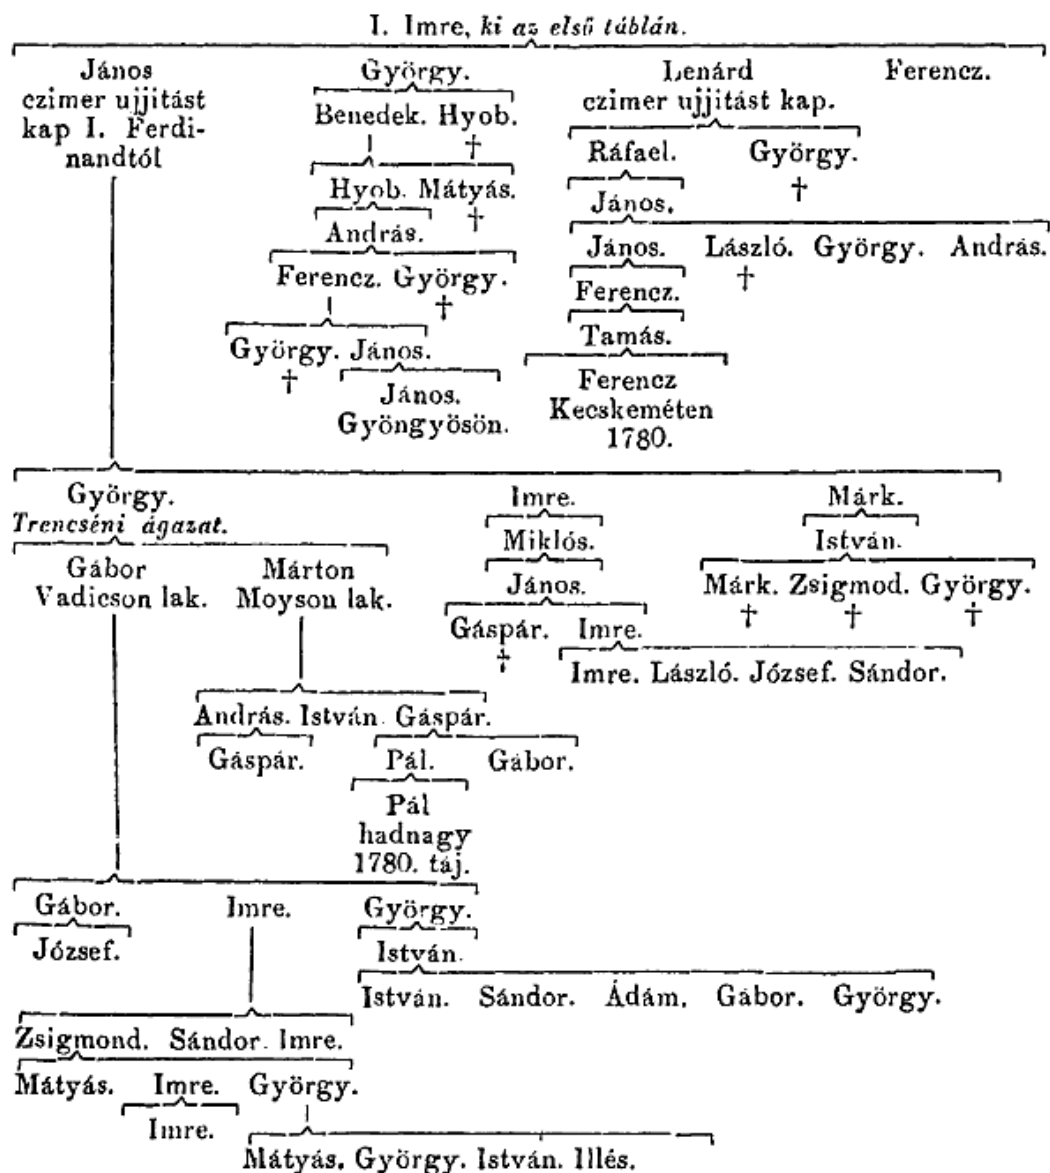 I. Imre, ki az első táblán.
János György. Lenárd Ferencz.
czimer ujjitást czimer ujjitást kap.
kap I. Ferdi-
nandtól
Benedek. Hyob.
†
Ráfael. György.
†
Hyob. Mátyás.
†
János.
András.
János. László. György. András.
†
Ferencz. György.
†
Ferencz.
György. János.
†
Tamás.
János.
Gyöngyösön.
Ferencz
Kecskeméten
1780.
György. Imre. Márk.
Trencséni ágazat.
Miklós. István.
Gábor Márton
Vadicson lak. Moyson lak.
János. Márk. Zsigmod. György.
† † †
Gáspár. Imre.
†
Imre. László. József. Sándor.
András. István. Gáspár.
Gáspár. Pál. Gábor.
Pál
hadnagy
1780. táj.
Gábor. Imre. György.
József. István.
István. Sándor. Ádám. Gábor. György.
Zsigmond. Sándor. Imre.
Mátyás. Imre. György.
Imre.
Mátyás. György. István. Illés.